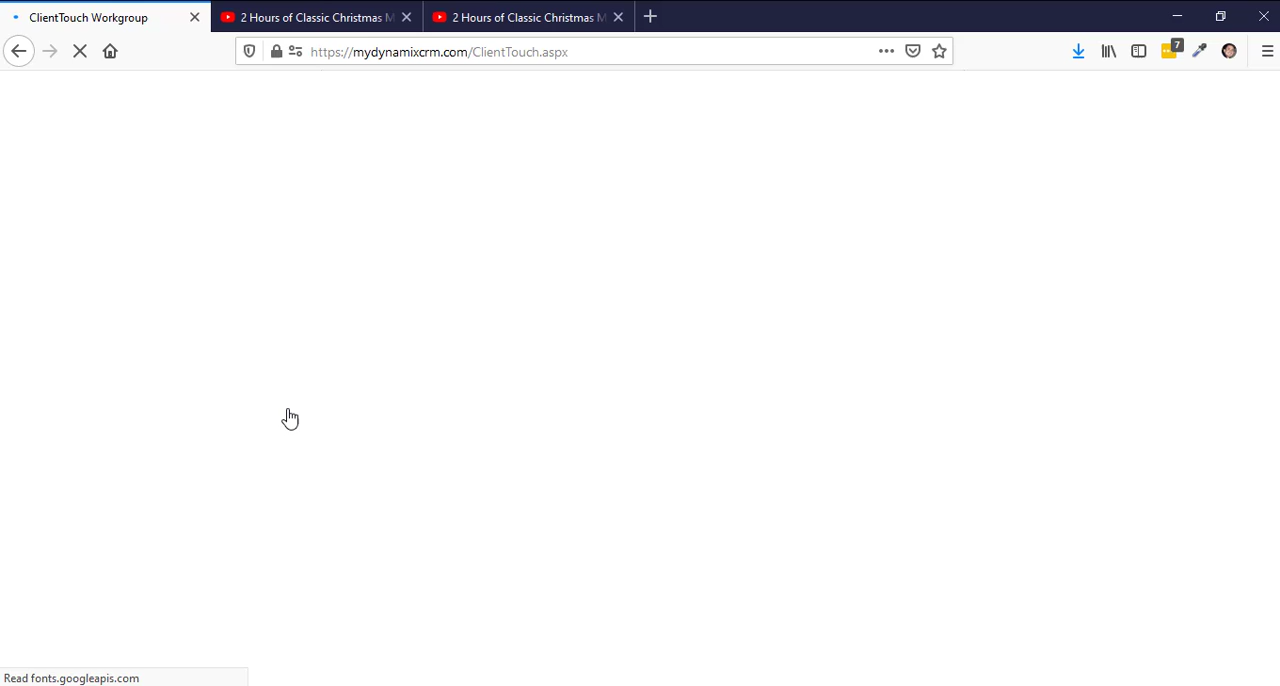 ClientTouch Workgroup
2 Hours of Classic Christmas M
2 Hours of Classic Christmas M
https://mydynamixcrm.com/ClientTouch.aspx
7
Read fonts.googleapis.com